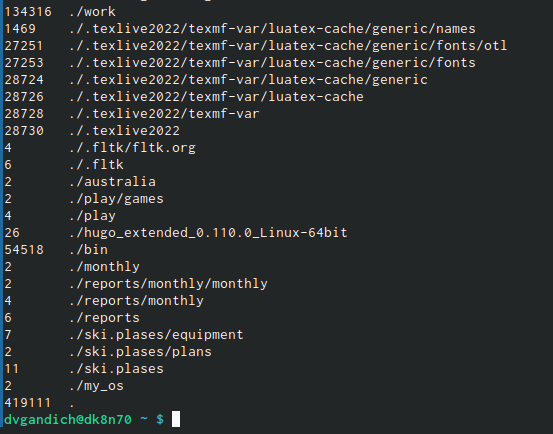 134316 ./work
1469 ./.texlive2022/texmf-var/luatex-cache/generic/names
27251 ./.texlive2022/texmf-var/luatex-cache/generic/fonts/otl
27253 ./.texlive2022/texmf-var/luatex-cache/generic/fonts
28724 ./.texlive2022/texmf-var/luatex-cache/generic
28726 ./.texlive2022/texmf-var/luatex-cache
28728 ./.texlive2022/texmf-var
28730 ./.texlive2022
4 ./.fltk/fltk.org
6 ./.fltk
2 ./australia
2 ./play/games
4 ./play
26 ./hugo_extended_0.110.0_Linux-64bit
54518 ./bin
2 ./monthly
2 ./reports/monthly/monthly
4 ./reports/monthly
6 ./reports
7 ./ski.plases/equipment
2 ./ski.plases/plans
11 ./ski.plases
2 ./my_os
419111 .
dvgandich@dk8n70 ~ $